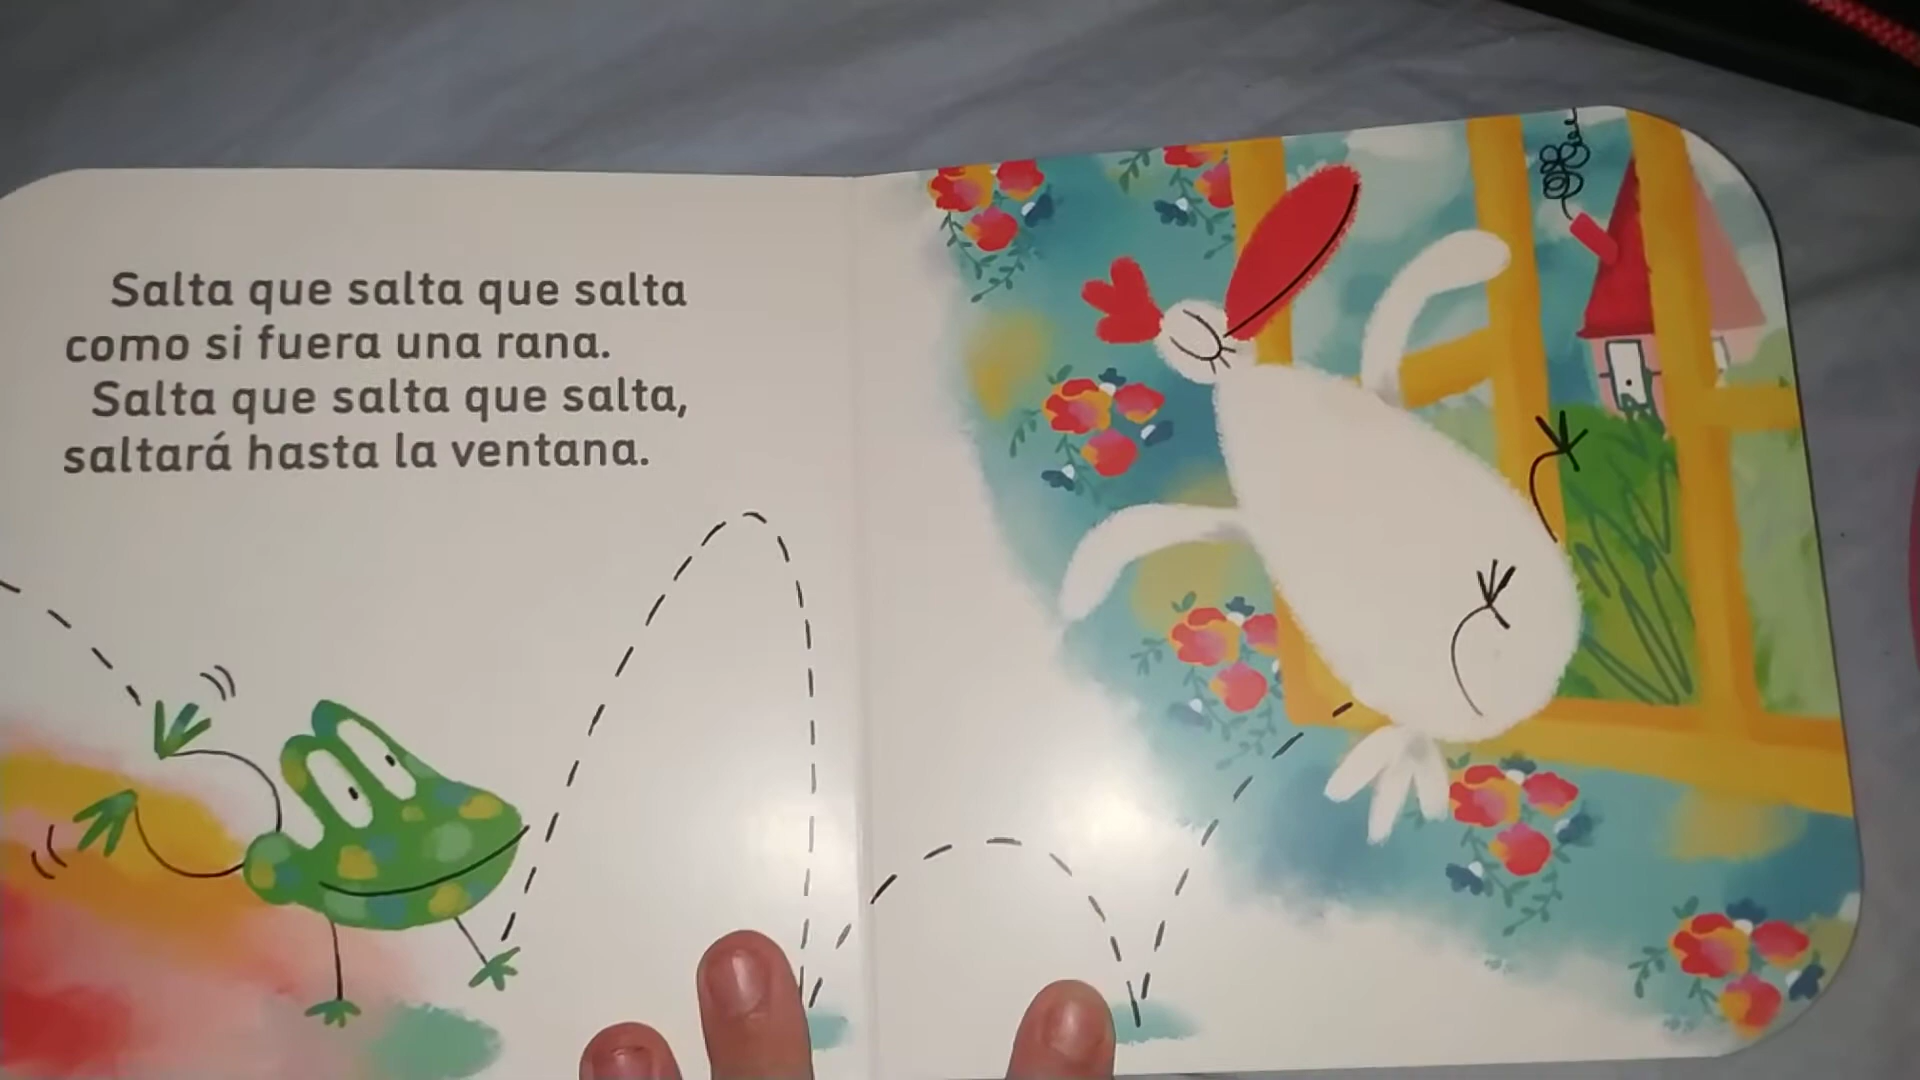 Salta que salta que salta
como si fuera una rana.
Salta que salta que salta,
saltará hasta la ventana.